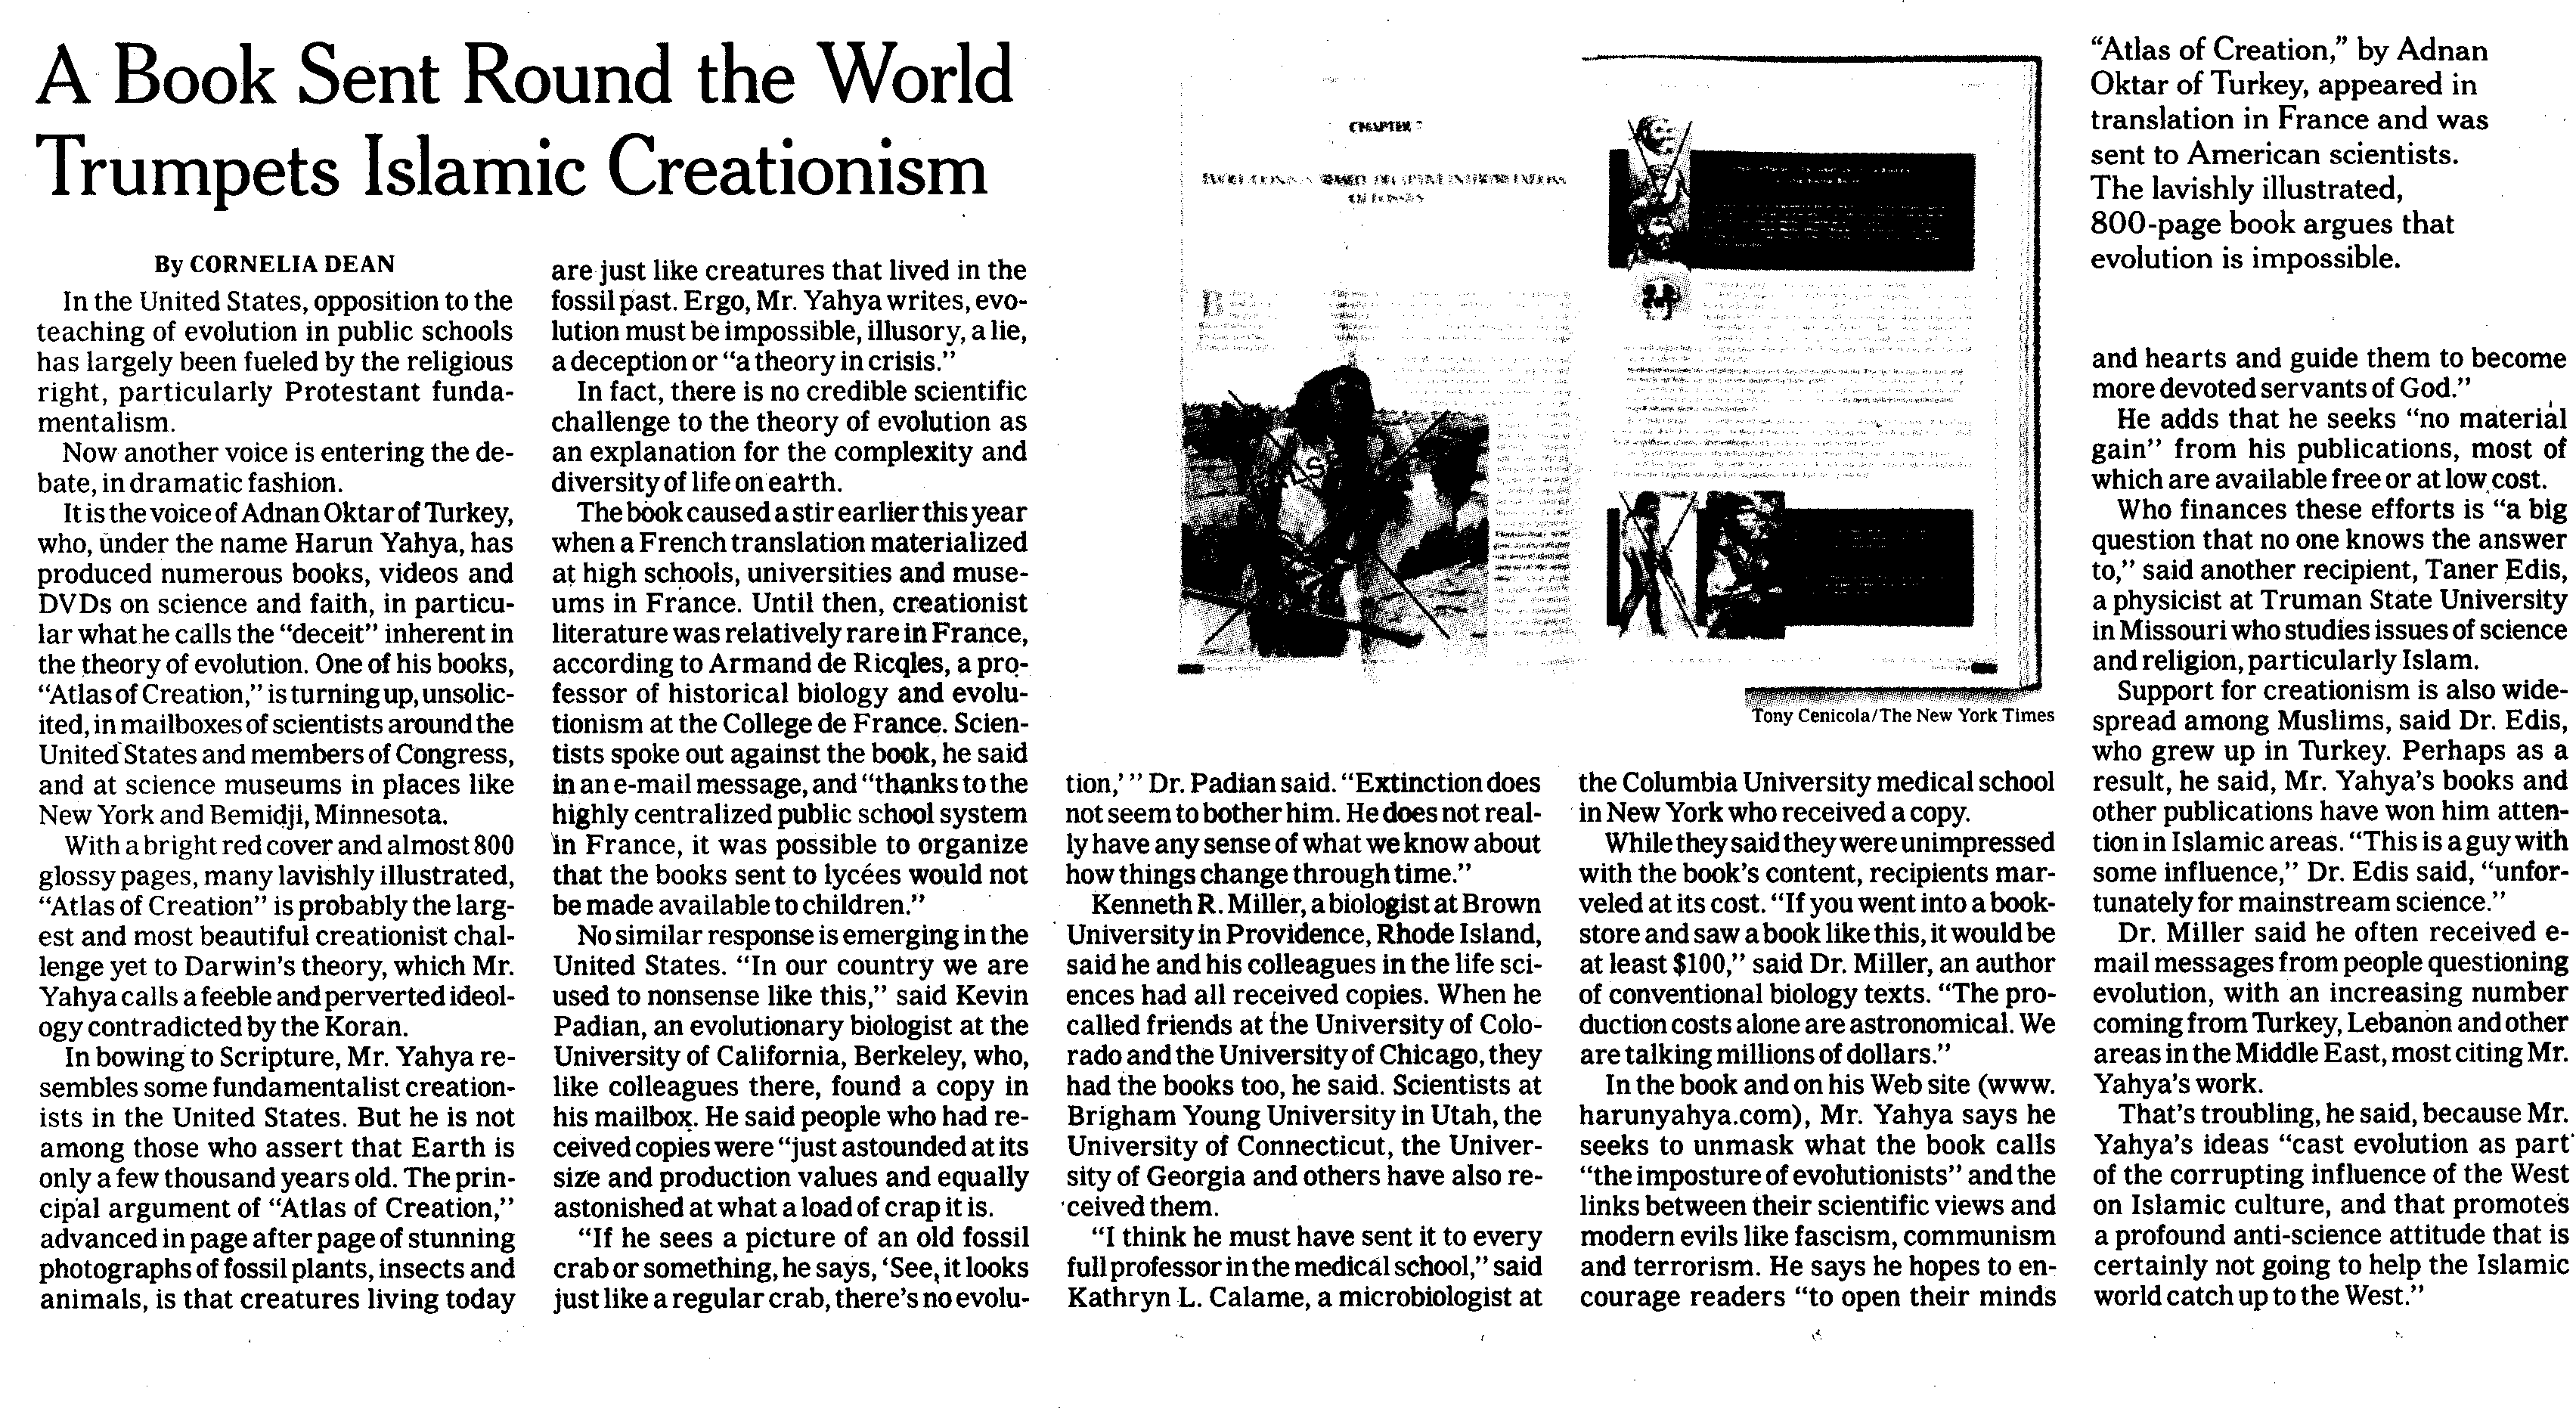 A Book Sent Round the World
Trumpets Islamic Creationism
By CORNELIA DEAN
In the United States, opposition to the
teaching of evolution in public schools
has largely been fueled by the religious
right, particularly Protestant funda-
mentalism.
Now another voice is entering the de-
bate, in dramatic fashion.
It is the voice of Adnan Oktar of Turkey,
who, under the name Harun Yahya, has
produced numerous books, videos and
DVDs on science and faith, in particu-
lar what he calls the “deceit” inherent in
the theory of evolution. One of his books,
“Atlas of Creation,” is turning up, unsolic-
ited, in mailboxes of scientists around the
United States and members of Congress,
and at science museums in places like
New York and Bemidji, Minnesota.
With a bright red cover and almost 800
glossy pages, many lavishly illustrated,
“Atlas of Creation” is probably the larg-
est and most beautiful creationist chal-
lenge yet to Darwin’s theory, which Mr.
Yahya calls a feeble and perverted ideol-
ogy contradicted by the Koran.
In bowing to Scripture, Mr. Yahya re-
sembles some fundamentalist creation-
ists in the United States. But he is not
among those who assert that Earth is
only a few thousand years old. The prin-
cipal argument of “Atlas of Creation,”
advanced in page after page of stunning
photographs of fossil plants, insects and
animals, is that creatures living today
are just like creatures that lived in the
fossil past. Ergo, Mr. Yahya writes, evo-
lution must be impossible, illusory, a lie,
a deception or “a theory in crisis.”
In fact, there is no credible scientific
challenge to the theory of evolution as
an explanation for the complexity and
diversity of life on earth.
The book caused a stir earlier this year
when a French translation materialized
at high schools, universities and muse-
ums in France. Until then, creationist
literature was relatively rare in France,
according to Armand de Ricqles, a pro-
fessor of historical biology and evolu-
tionism at the College de France. Scien-
tists spoke out against the book, he said
in an e-mail message, and “thanks to the
highly centralized public school system
in France, it was possible to organize
that the books sent to lycées would not
be made available to children.”
No similar response is emerging in the
United States. “In our country we are
used to nonsense like this,” said Kevin
Padian, an evolutionary biologist at the
University of California, Berkeley, who,
like colleagues there, found a copy in
his mailbox. He said people who had re-
ceived copies were “just astounded at its
size and production values and equally
astonished at what a load of crap it is.
“If he sees a picture of an old fossil
crab or something, he says, ‘See, it looks
just like a regular crab, there’s no evolu-
CHAPTER 7
Tony Cenicola/The New York Times
tion,’ ” Dr. Padian said. “Extinction does
not seem to bother him. He does not real-
ly have any sense of what we know about
how things change through time.”
Kenneth R. Miller, a biologist at Brown
University in Providence, Rhode Island,
said he and his colleagues in the life sci-
ences had all received copies. When he
called friends at the University of Colo-
rado and the University of Chicago, they
had the books too, he said. Scientists at
Brigham Young University in Utah, the
University of Connecticut, the Univer-
sity of Georgia and others have also re-
ceived them.
“I think he must have sent it to every
full professor in the medical school,” said
Kathryn L. Calame, a microbiologist at
the Columbia University medical school
in New York who received a copy.
While they said they were unimpressed
with the book’s content, recipients mar-
veled at its cost. “If you went into a book-
store and saw a book like this, it would be
at least $100,” said Dr. Miller, an author
of conventional biology texts. “The pro-
duction costs alone are astronomical. We
are talking millions of dollars.”
In the book and on his Web site (www.
harunyahya.com), Mr. Yahya says he
seeks to unmask what the book calls
“the imposture of evolutionists” and the
links between their scientific views and
modern evils like fascism, communism
and terrorism. He says he hopes to en-
courage readers “to open their minds
“Atlas of Creation,” by Adnan
Oktar of Turkey, appeared in
translation in France and was
sent to American scientists.
The lavishly illustrated,
800-page book argues that
evolution is impossible.
and hearts and guide them to become
more devoted servants of God.”
He adds that he seeks “no material
gain” from his publications, most of
which are available free or at low cost.
Who finances these efforts is “a big
question that no one knows the answer
to,” said another recipient, Taner Edis,
a physicist at Truman State University
in Missouri who studies issues of science
and religion, particularly Islam.
Support for creationism is also wide-
spread among Muslims, said Dr. Edis,
who grew up in Turkey. Perhaps as a
result, he said, Mr. Yahya’s books and
other publications have won him atten-
tion in Islamic areas. “This is a guy with
some influence,” Dr. Edis said, “unfor-
tunately for mainstream science.”
Dr. Miller said he often received e-
mail messages from people questioning
evolution, with an increasing number
coming from Turkey, Lebanon and other
areas in the Middle East, most citing Mr.
Yahya’s work.
That’s troubling, he said, because Mr.
Yahya’s ideas “cast evolution as part
of the corrupting influence of the West
on Islamic culture, and that promotes
a profound anti-science attitude that is
certainly not going to help the Islamic
world catch up to the West.”